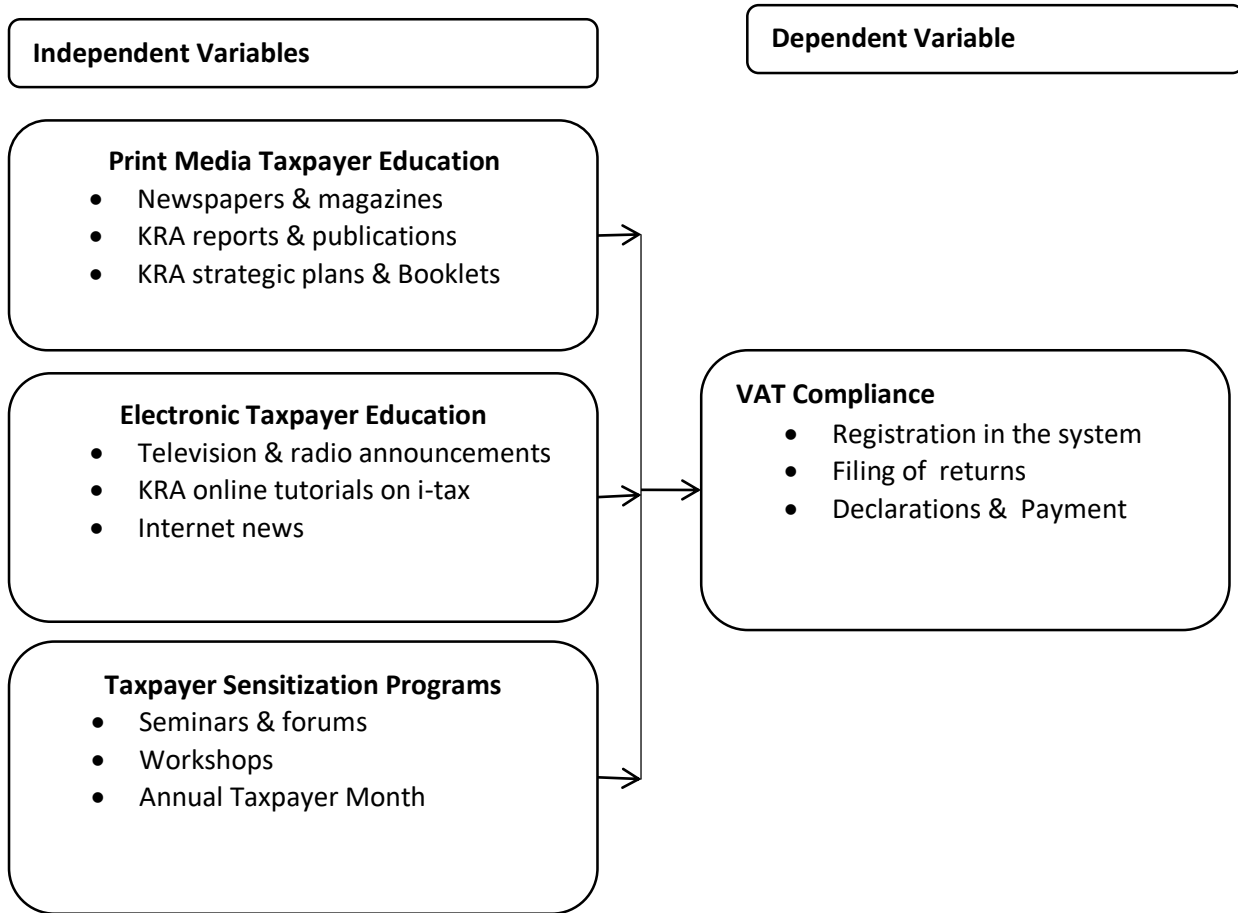 Independent Variables
Dependent Variable
Print Media Taxpayer Education
• Newspapers & magazines
• KRA reports & publications
• KRA strategic plans & Booklets
Electronic Taxpayer Education
• Television & radio announcements
• KRA online tutorials on i-tax
• Internet news
VAT Compliance
• Registration in the system
• Filing of returns
• Declarations & Payment
Taxpayer Sensitization Programs
• Seminars & forums
• Workshops
• Annual Taxpayer Month